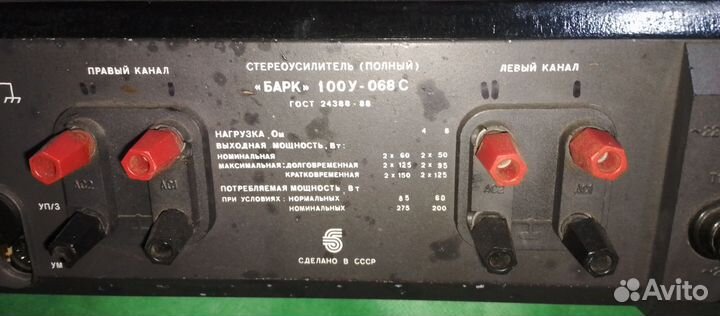 СТЕРЕОУСИЛИТЕЛЬ (ПОЛНЫЙ)
ПРАВЫЙ КАНАЛ
ЛЕВЫЙ КАНАЛ
«БАРК» 100У-068С
ГОСТ 24388-88
НАГРУЗКА, Ом 4 8
ВЫХОДНАЯ МОЩНОСТЬ, Вт:
НОМИНАЛЬНАЯ 2 x 60 2 x 50
МАКСИМАЛЬНАЯ: ДОЛГОВРЕМЕННАЯ 2 x 125 2 x 85
КРАТКОВРЕМЕННАЯ 2 x 150 2 x 125
ПОТРЕБЛЯЕМАЯ МОЩНОСТЬ, Вт
ПРИ УСЛОВИЯХ: НОРМАЛЬНЫХ 85 60
НОМИНАЛЬНЫХ 275 200
АС2
АС1
АС2
АС1
УП/З
УМ
СДЕЛАНО В СССР
Avito